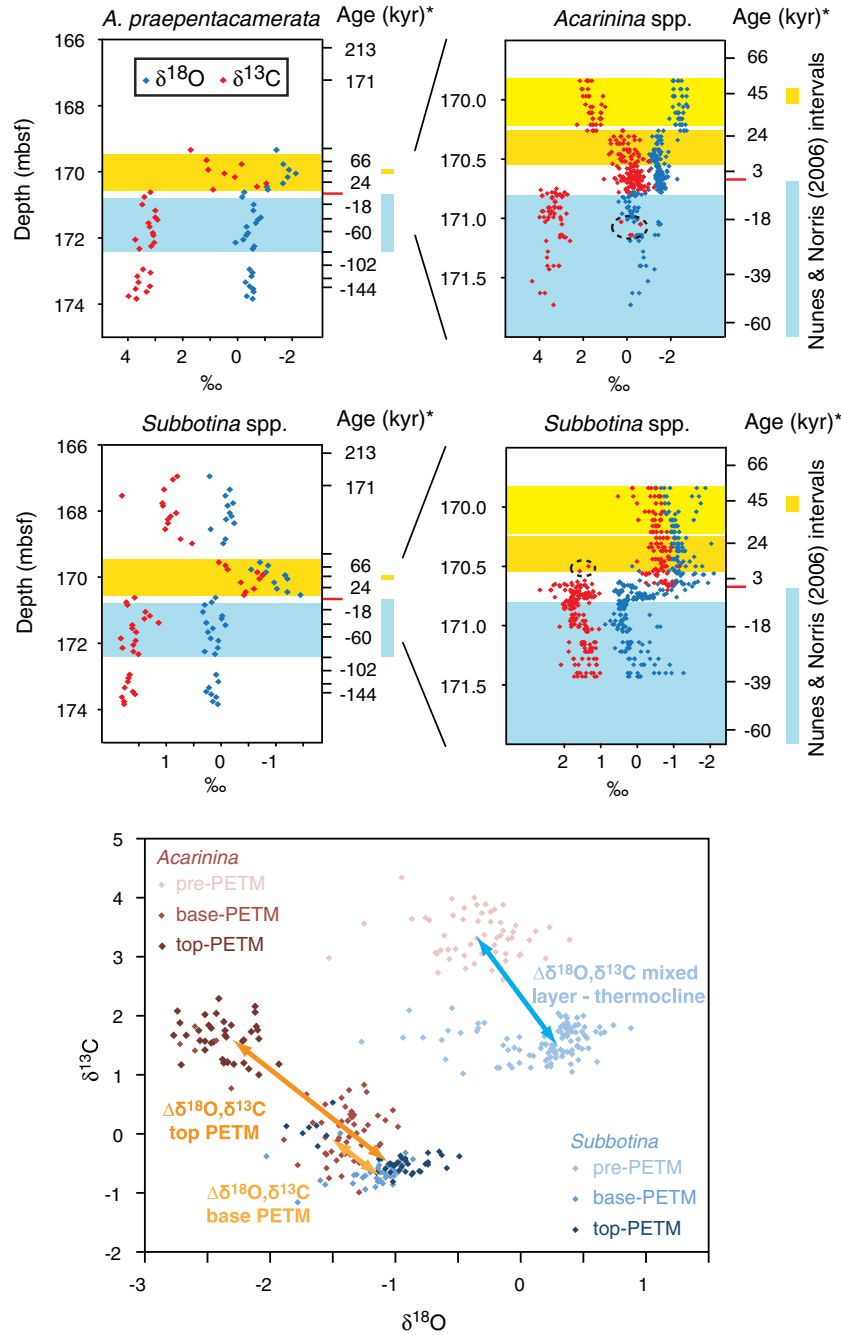 A. praepentacamerata
Age (kyr)*
Acarinina spp.
Age (kyr)*
δ18O δ13C
Depth (mbsf)
166
168
170
172
174
213
171
66
24
-18
-60
-102
-144
4
2
1
0
-2
‰
170.0
170.5
171.0
171.5
66
45
24
3
-18
-39
-60
4
2
0
-2
‰
Nunes & Norris (2006) intervals
Subbotina spp.
Age (kyr)*
Subbotina spp.
Age (kyr)*
Depth (mbsf)
166
168
170
172
174
213
171
66
24
-18
-60
-102
-144
1
0
-1
‰
170.0
170.5
171.0
171.5
66
45
24
3
-18
-39
-60
2
1
0
-1
-2
‰
Nunes & Norris (2006) intervals
δ13C
5
4
3
2
1
0
-1
-2
Acarinina
pre-PETM
base-PETM
top-PETM
Δδ18O,δ13C mixed
layer - thermocline
Δδ18O,δ13C
top PETM
Δδ18O,δ13C
base PETM
Subbotina
pre-PETM
base-PETM
top-PETM
-3
-2
-1
0
1
δ18O